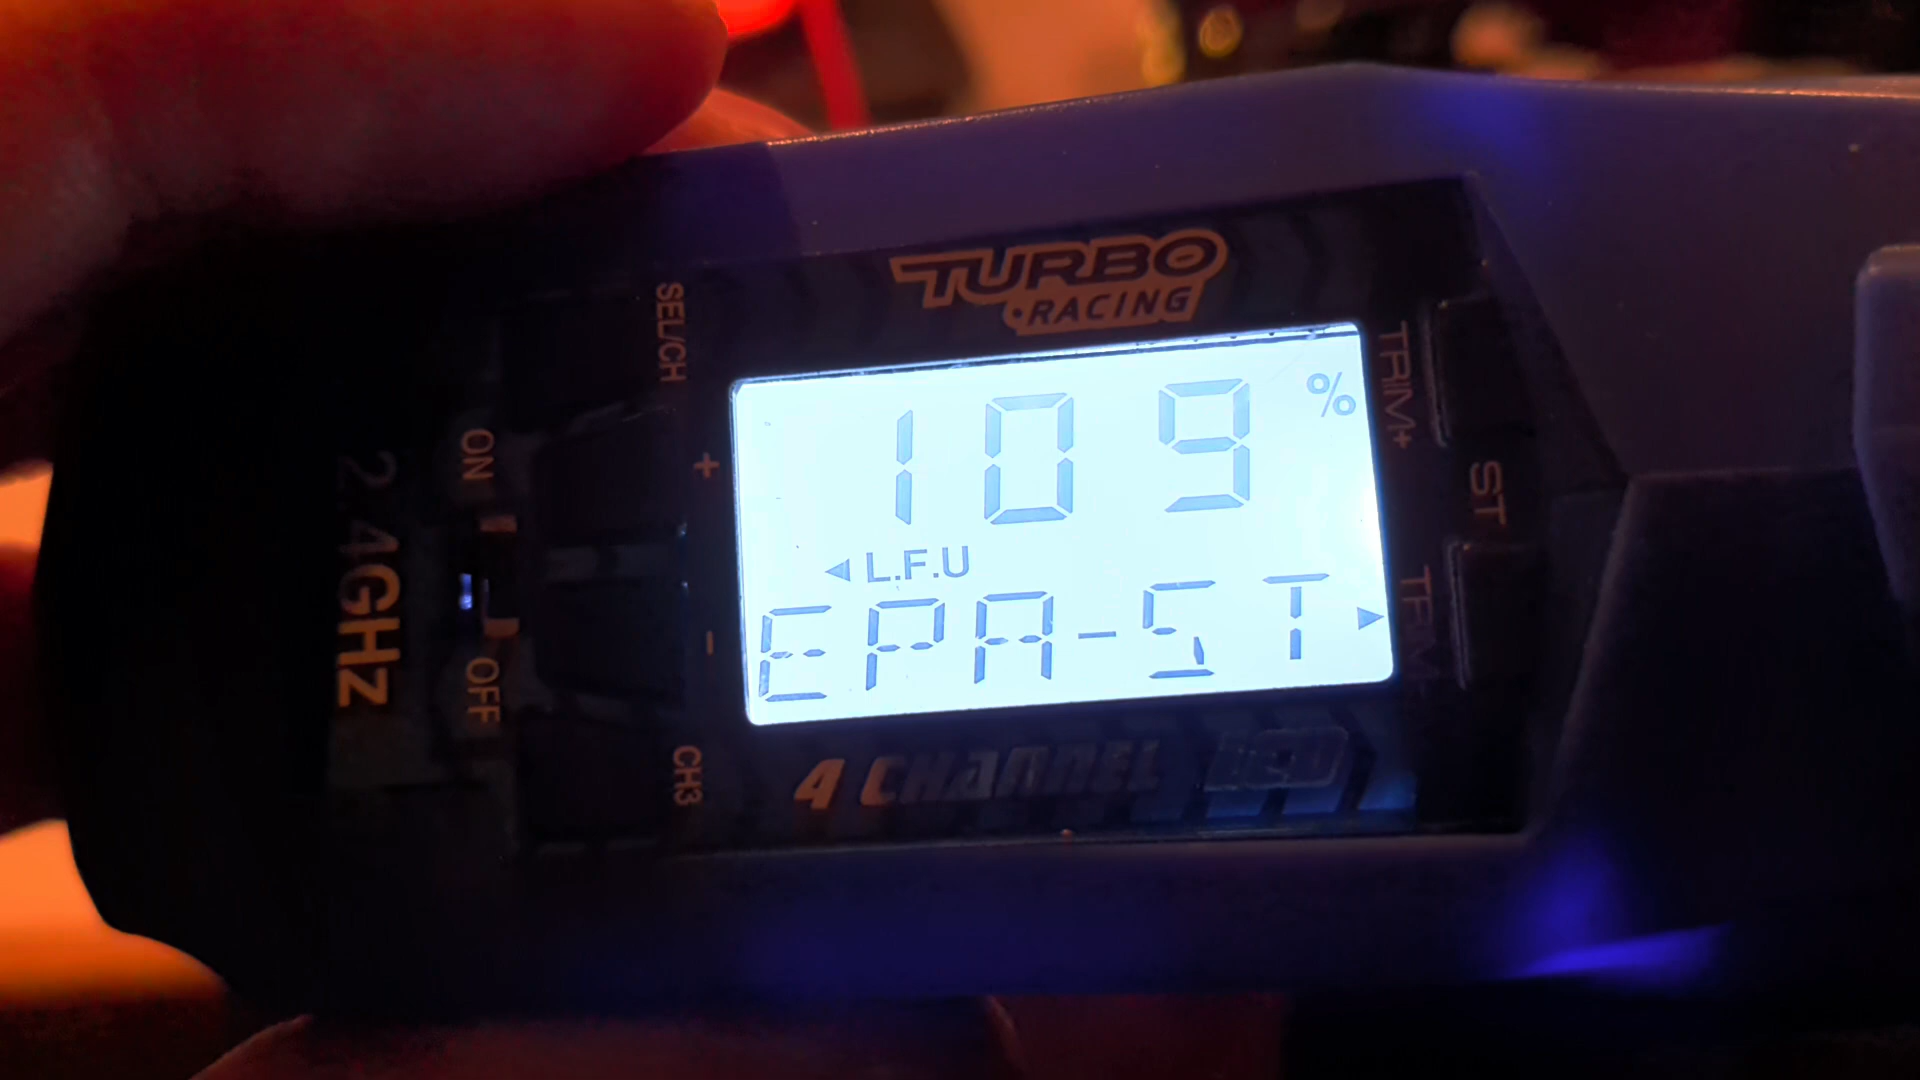 TURBO
RACING
SEL/CH
+
-
CH3
ON
OFF
2.4GHz
109 %
◀ L.F.U
EPA-ST ▶
TRIM+
ST
TRIM-
4 CHANNEL